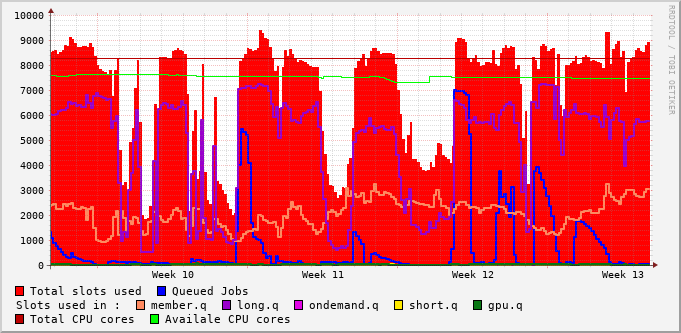 10000
9000
8000
7000
6000
5000
4000
3000
2000
1000
0
Week 10 Week 11 Week 12 Week 13
Total slots used Queued Jobs
Slots used in : member.q long.q ondemand.q short.q gpu.q
Total CPU cores Availale CPU cores
RRDTOOL / TOBI OETIKER